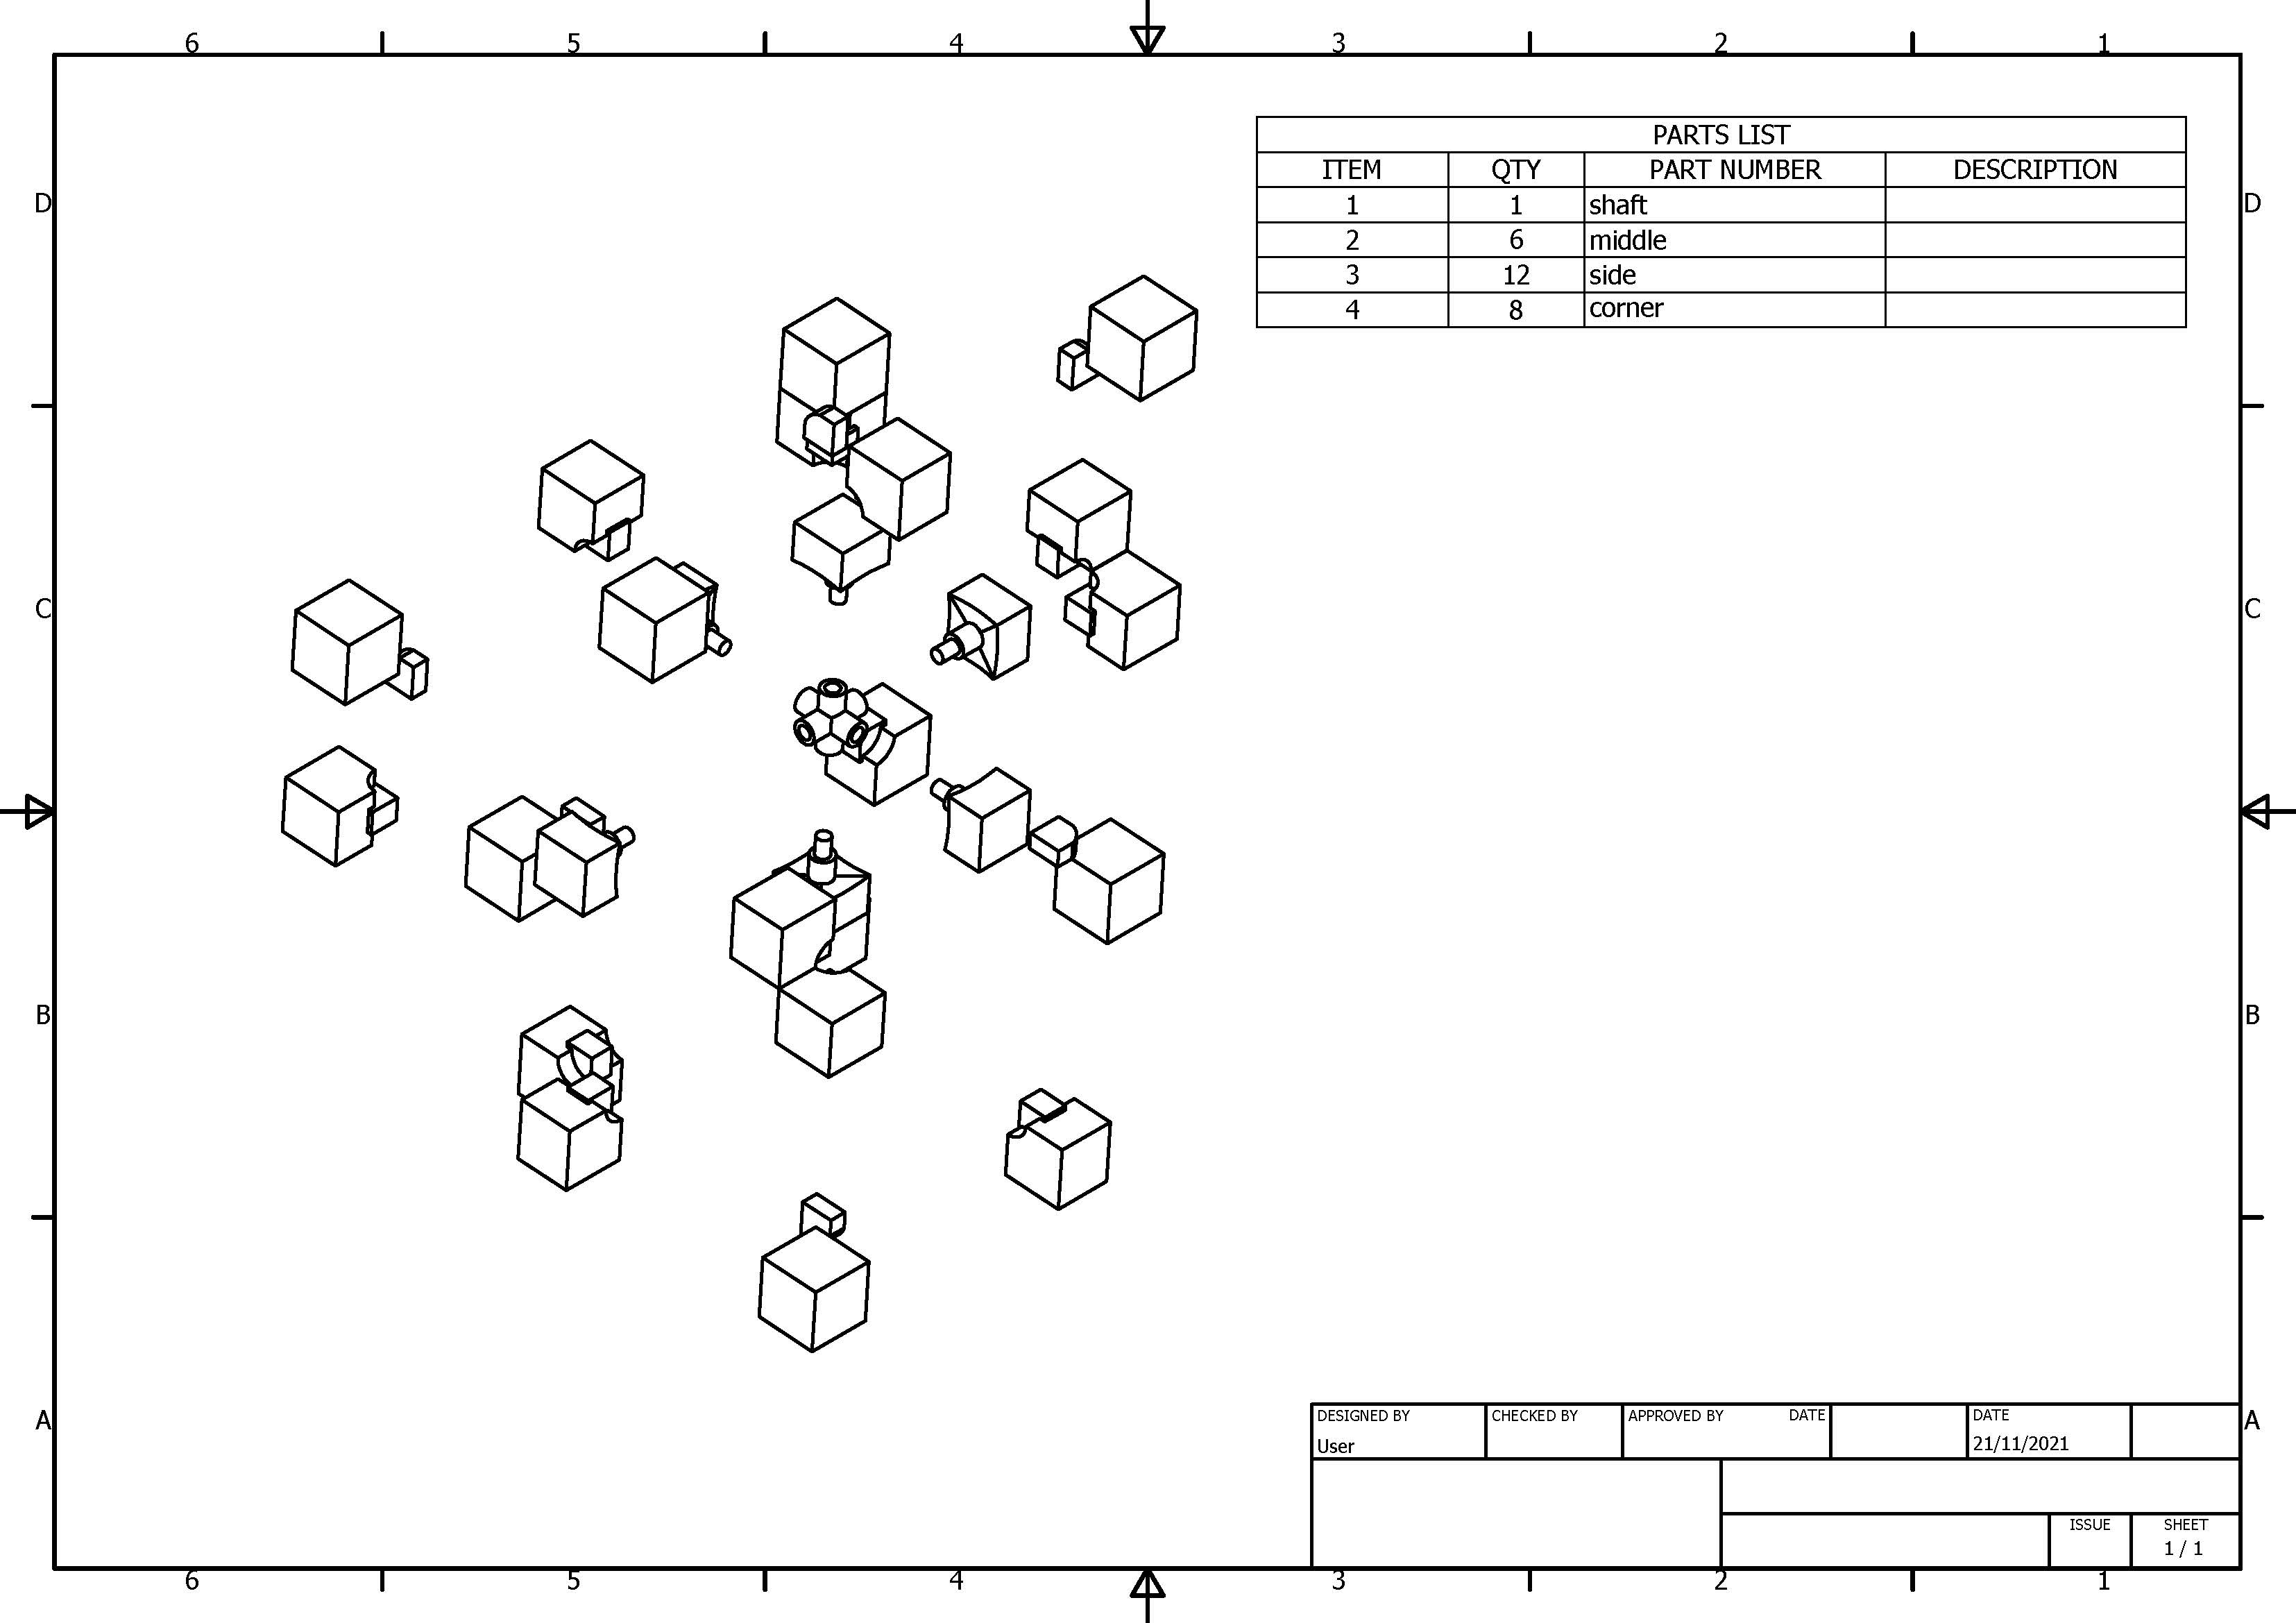 6 5 4 3 2 1
PARTS LIST
ITEM QTY PART NUMBER DESCRIPTION
D D
1 1 shaft
2 6 middle
3 12 side
4 8 corner
C C
B B
DESIGNED BY CHECKED BY APPROVED BY DATE DATE
A A
User 21/11/2021
ISSUE SHEET
1 / 1
6 5 4 3 2 1